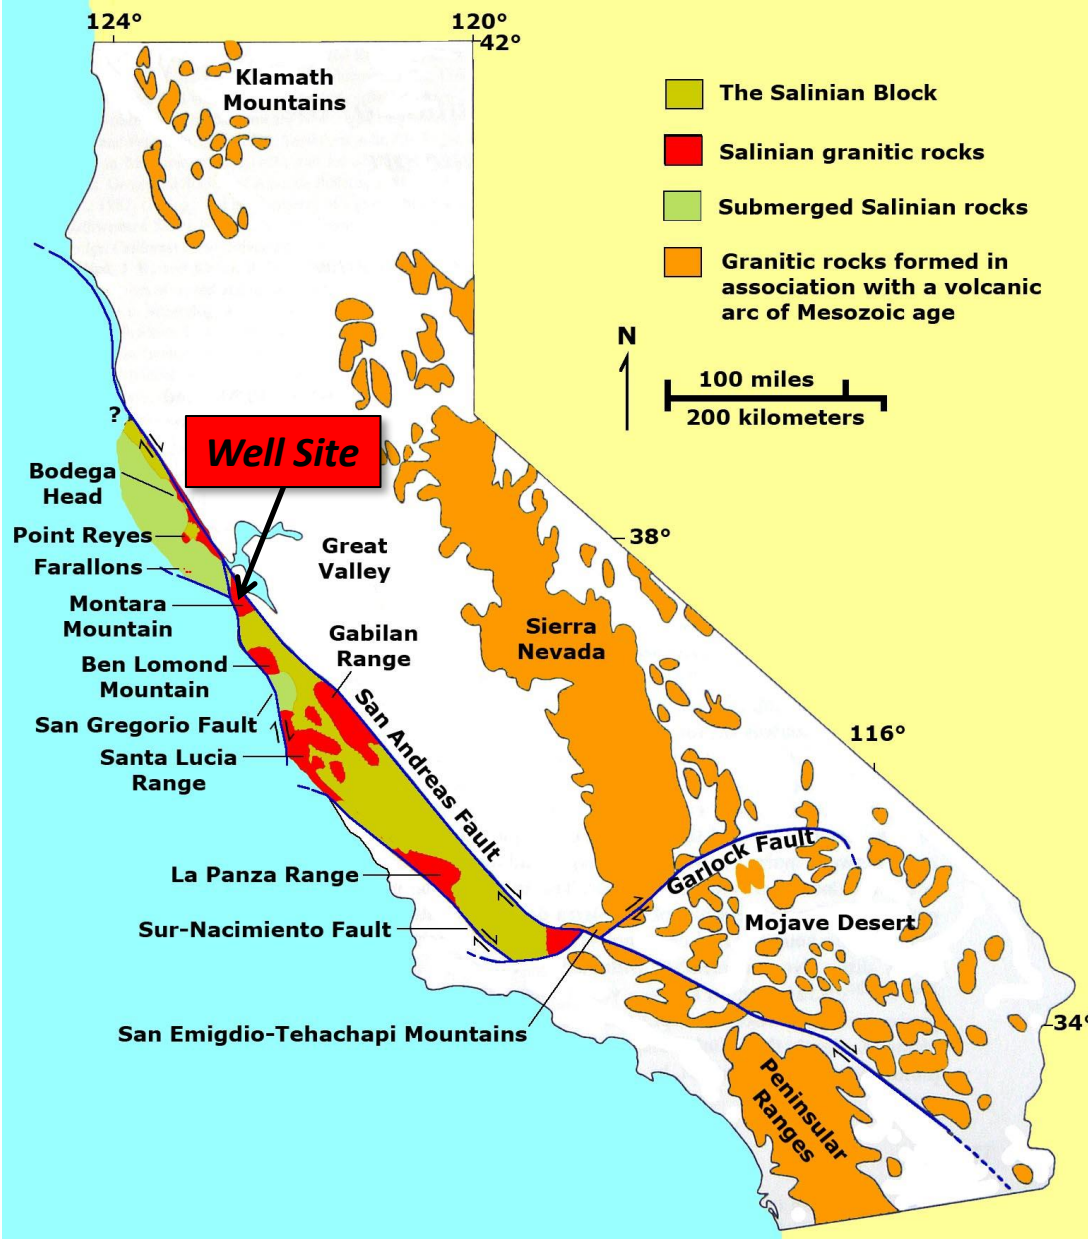 124°
120°
42°
Klamath
Mountains
The Salinian Block
Salinian granitic rocks
Submerged Salinian rocks
Granitic rocks formed in
association with a volcanic
arc of Mesozoic age
N
100 miles
200 kilometers
?
Well Site
Bodega
Head
Point Reyes
Farallons
Great
Valley
38°
Montara
Mountain
Sierra
Nevada
Gabilan
Range
Ben Lomond
Mountain
San Gregorio Fault
San Andreas Fault
116°
Santa Lucia
Range
Garlock Fault
La Panza Range
Mojave Desert
Sur-Nacimiento Fault
San Emigdio-Tehachapi Mountains
34°
Peninsular
Ranges